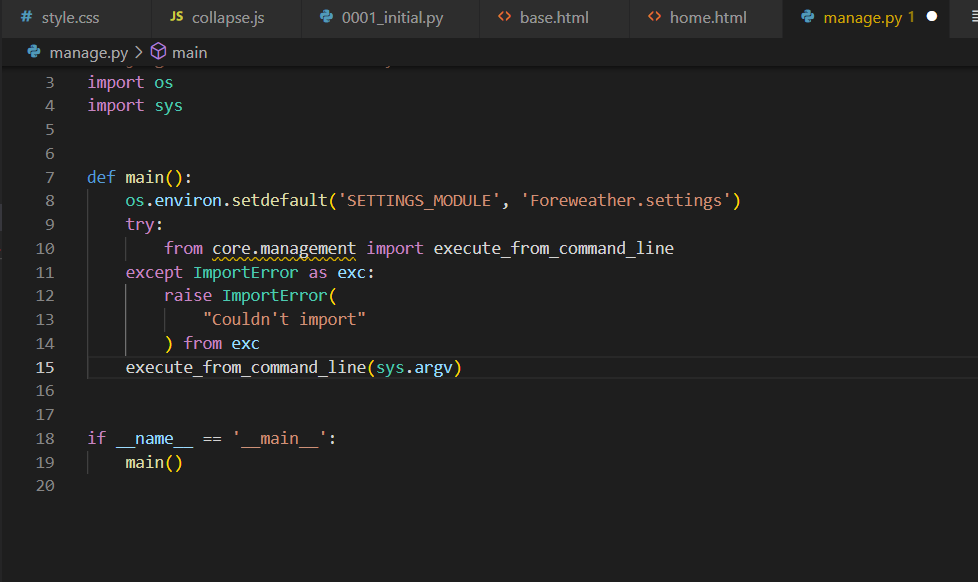 # style.css JS collapse.js 0001_initial.py <> base.html <> home.html manage.py 1
manage.py > main
3 import os
4 import sys
5
6
7 def main():
8     os.environ.setdefault('SETTINGS_MODULE', 'Foreweather.settings')
9     try:
10         from core.management import execute_from_command_line
11     except ImportError as exc:
12         raise ImportError(
13             "Couldn't import"
14         ) from exc
15     execute_from_command_line(sys.argv)
16
17
18 if __name__ == '__main__':
19     main()
20